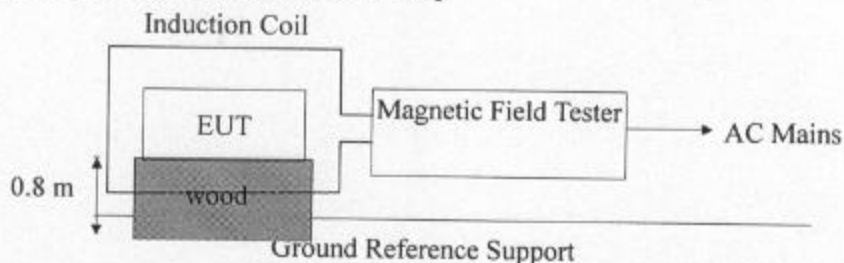 Induction Coil
EUT
Magnetic Field Tester
AC Mains
0.8 m
wood
Ground Reference Support